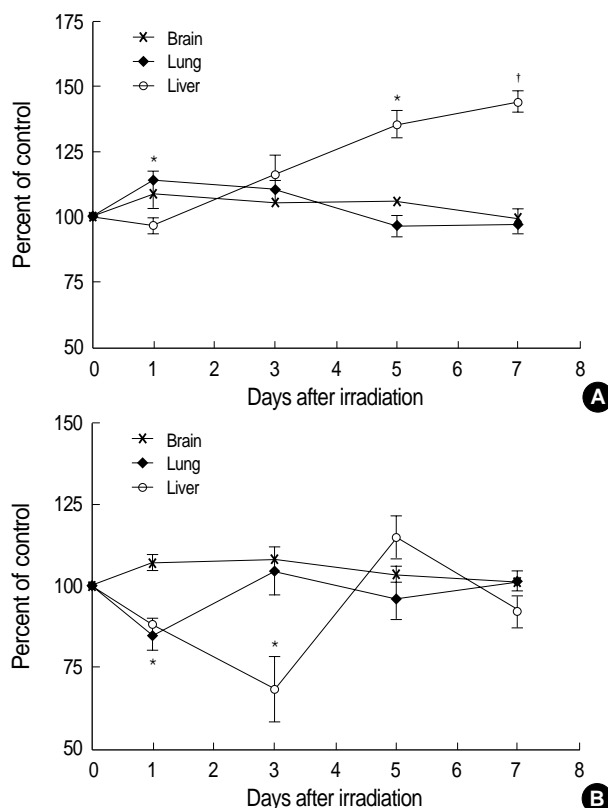 175
150
125
100
75
50
Percent of control
Brain
Lung
Liver
*
*
†
0 1 2 3 4 5 6 7 8
Days after irradiation
A
150
125
100
75
50
Percent of control
Brain
Lung
Liver
*
*
0 1 2 3 4 5 6 7 8
Days after irradiation
B